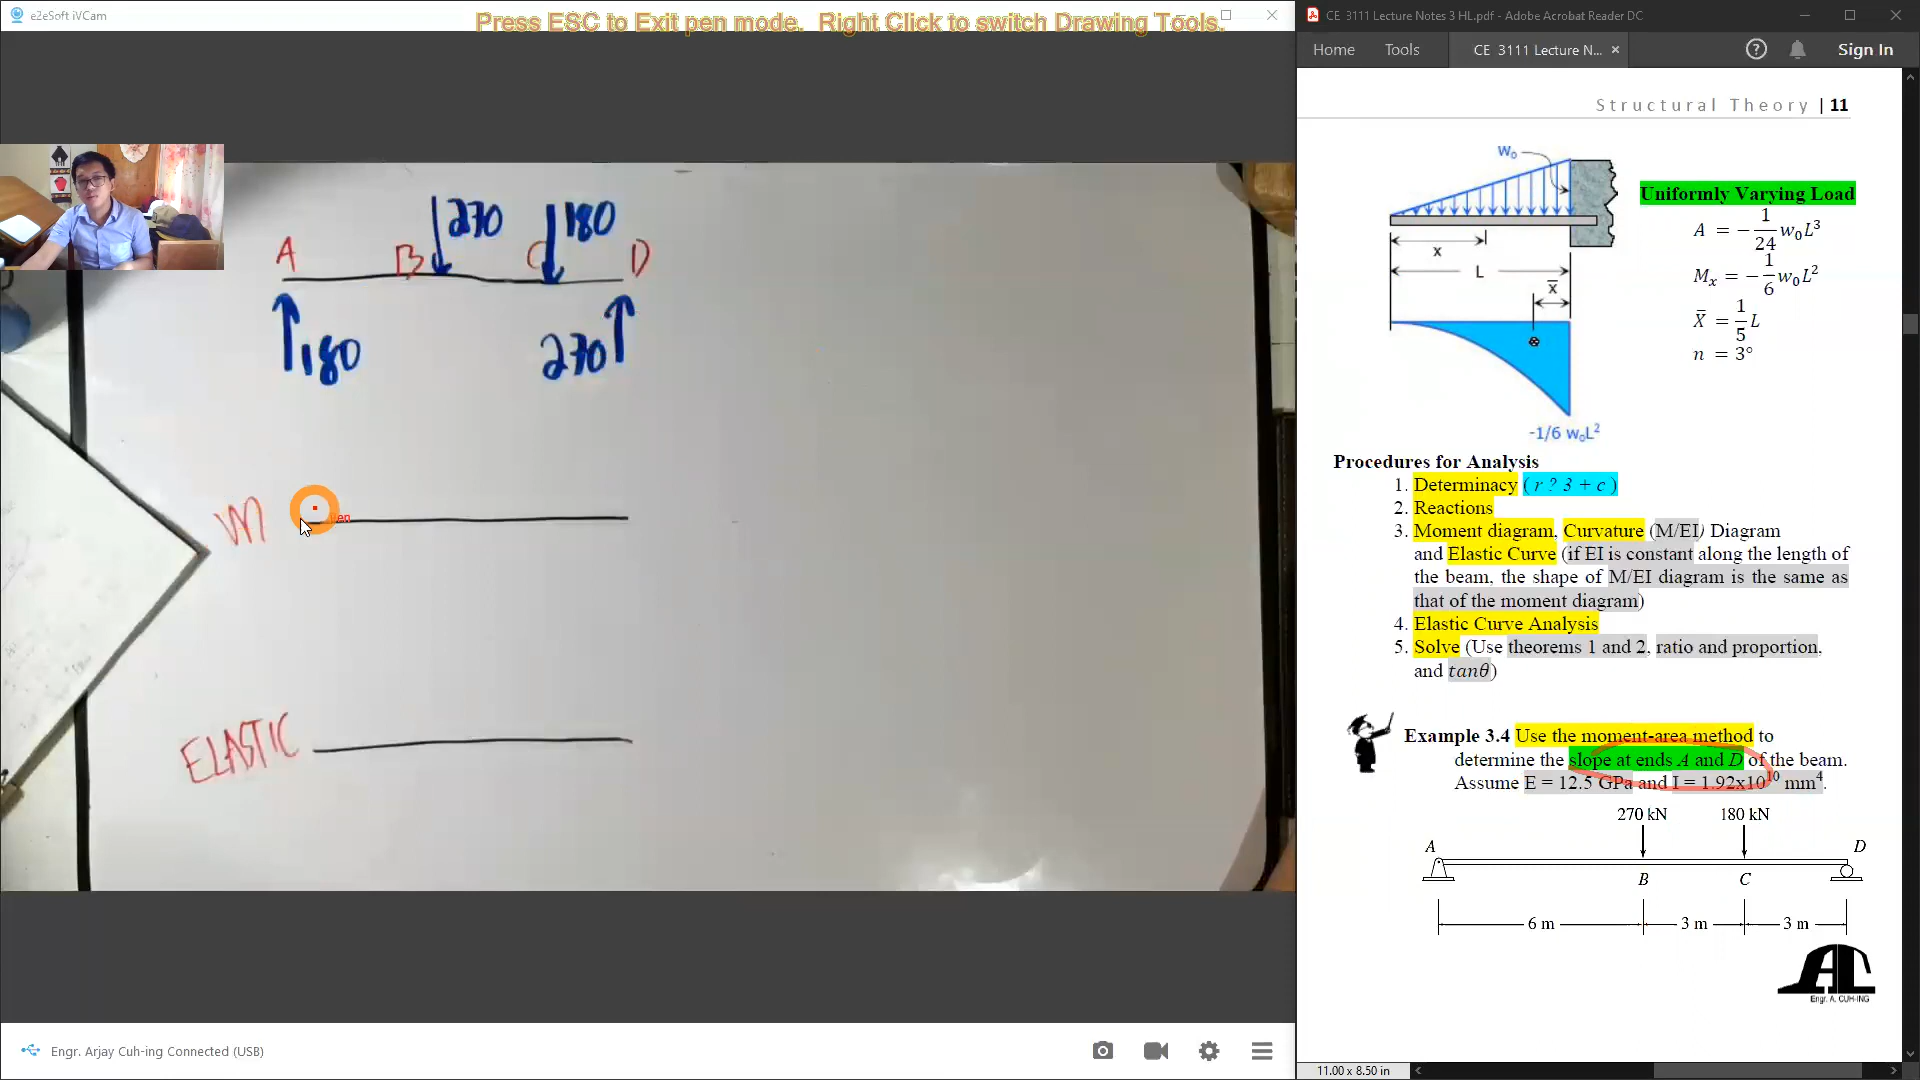 e2eSoft iVCam
Press ESC to Exit pen mode. Right Click to switch Drawing Tools.
270
180
A
B
C
D
180
270
M
Pen
ELASTIC
Engr. Arjay Cuh-ing Connected (USB)
CE 3111 Lecture Notes 3 HL.pdf - Adobe Acrobat Reader DC
Home Tools CE 3111 Lecture N... × ? Sign In
Structural Theory | 11
w₀
Uniformly Varying Load
A = -1/24 w₀L³
x
Mₓ = -1/6 w₀L²
L
x̄
X̄ = 1/5 L
n = 3°
-1/6 w₀L²
Procedures for Analysis
1. Determinacy ( r ? 3 + c )
2. Reactions
3. Moment diagram, Curvature (M/EI) Diagram
and Elastic Curve (if EI is constant along the length of
the beam, the shape of M/EI diagram is the same as
that of the moment diagram)
4. Elastic Curve Analysis
5. Solve (Use theorems 1 and 2, ratio and proportion,
and tanθ)
Example 3.4 Use the moment-area method to
determine the slope at ends A and D of the beam.
Assume E = 12.5 GPa and I = 1.92x10¹⁰ mm⁴.
270 kN 180 kN
A D
B C
6 m 3 m 3 m
Engr. A. CUH-ING
11.00 x 8.50 in